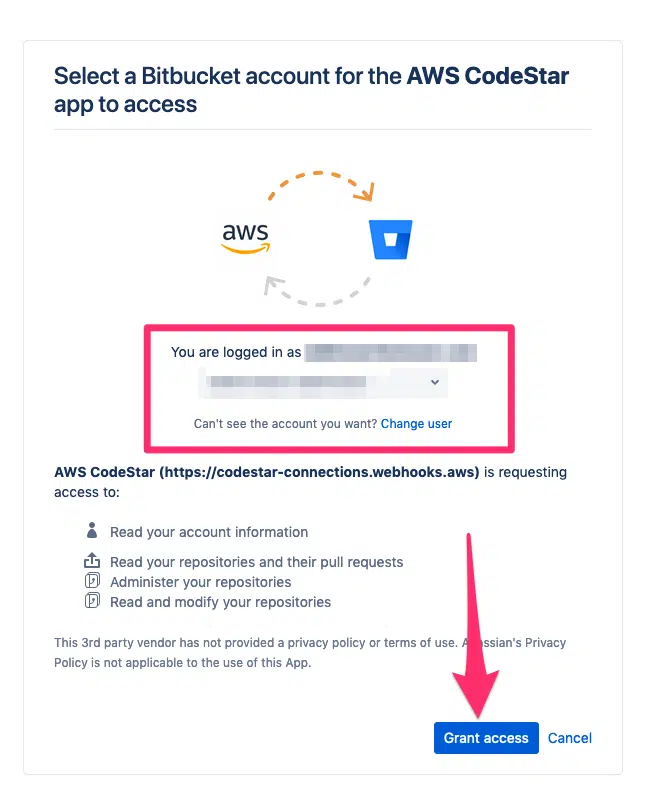 Select a Bitbucket account for the AWS CodeStar
app to access
aws
You are logged in as
Can't see the account you want? Change user
AWS CodeStar (https://codestar-connections.webhooks.aws) is requesting
access to:
Read your account information
Read your repositories and their pull requests
Administer your repositories
Read and modify your repositories
This 3rd party vendor has not provided a privacy policy or terms of use. Privacy
Policy is not applicable to the use of this App.
Grant access Cancel